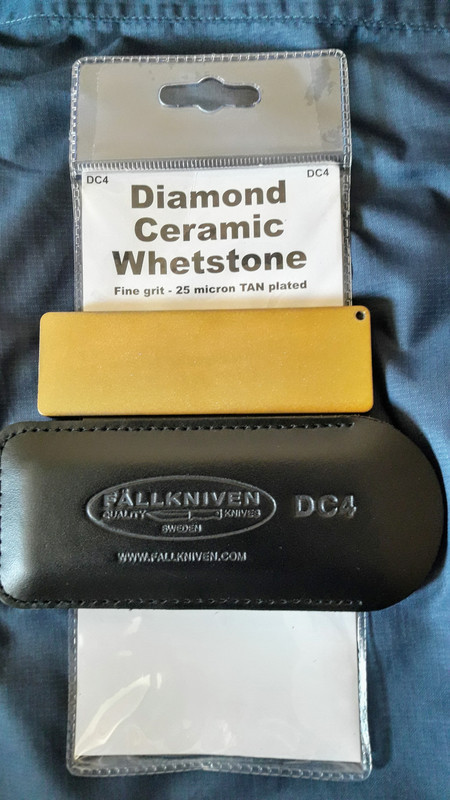 DC4 DC4
Diamond
Ceramic
Whetstone
Fine grit - 25 micron TAN plated
FÄLLKNIVEN DC4
QUALITY KNIVES
SWEDEN
WWW.FALLKNIVEN.COM